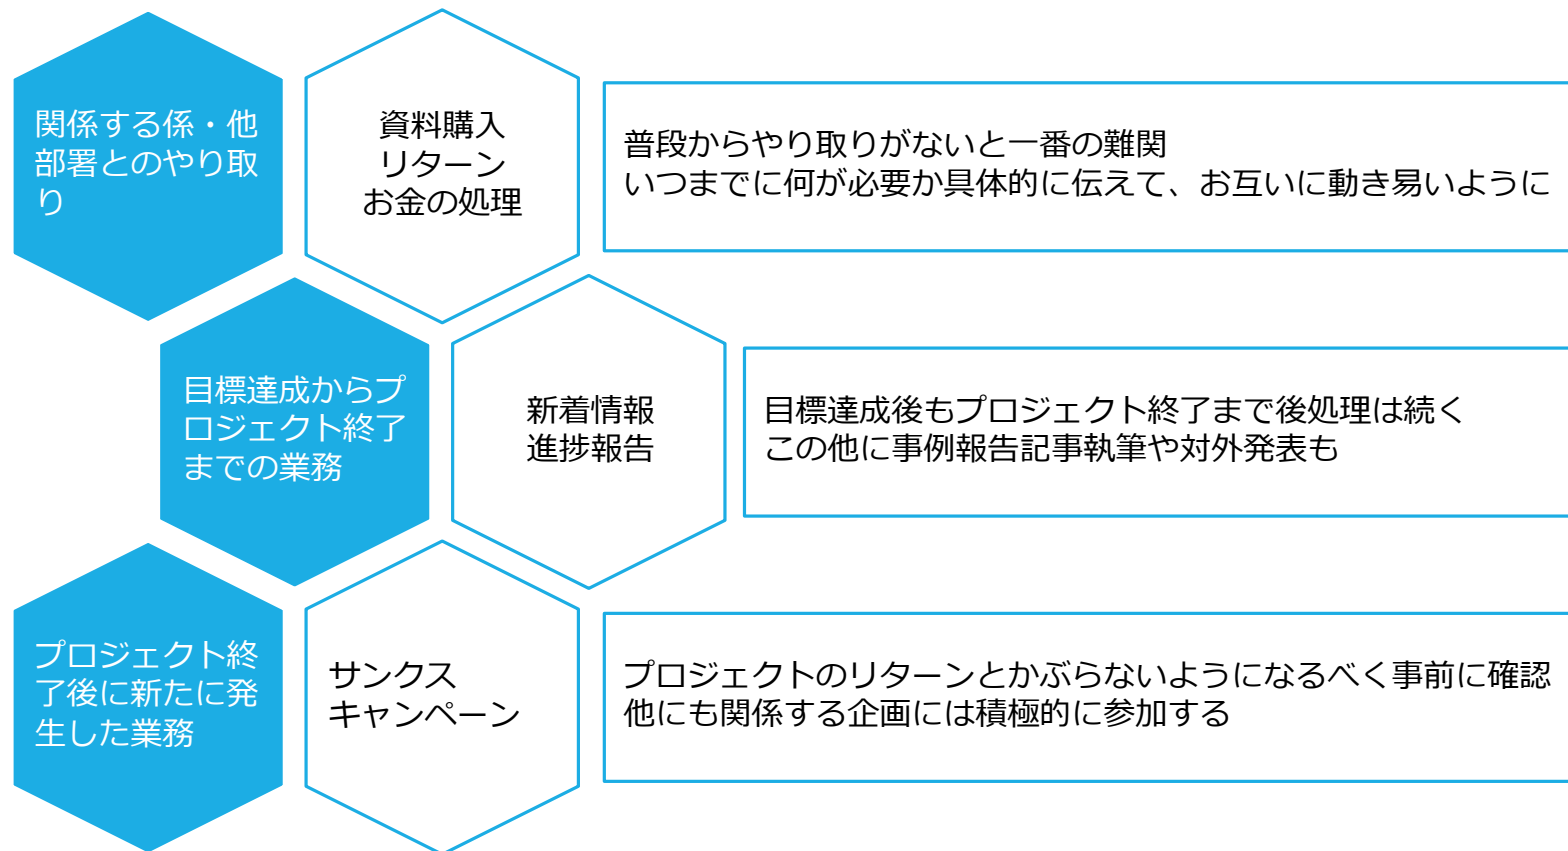 関係する係・他
部署とのやり取
り
資料購入
リターン
お金の処理
普段からやり取りがないと一番の難関
いつまでに何が必要か具体的に伝えて、お互いに動き易いように
目標達成からプ
ロジェクト終了
までの業務
新着情報
進捗報告
目標達成後もプロジェクト終了まで後処理は続く
この他に事例報告記事執筆や対外発表も
プロジェクト終
了後に新たに発
生した業務
サンクス
キャンペーン
プロジェクトのリターンとかぶらないようになるべく事前に確認
他にも関係する企画には積極的に参加する